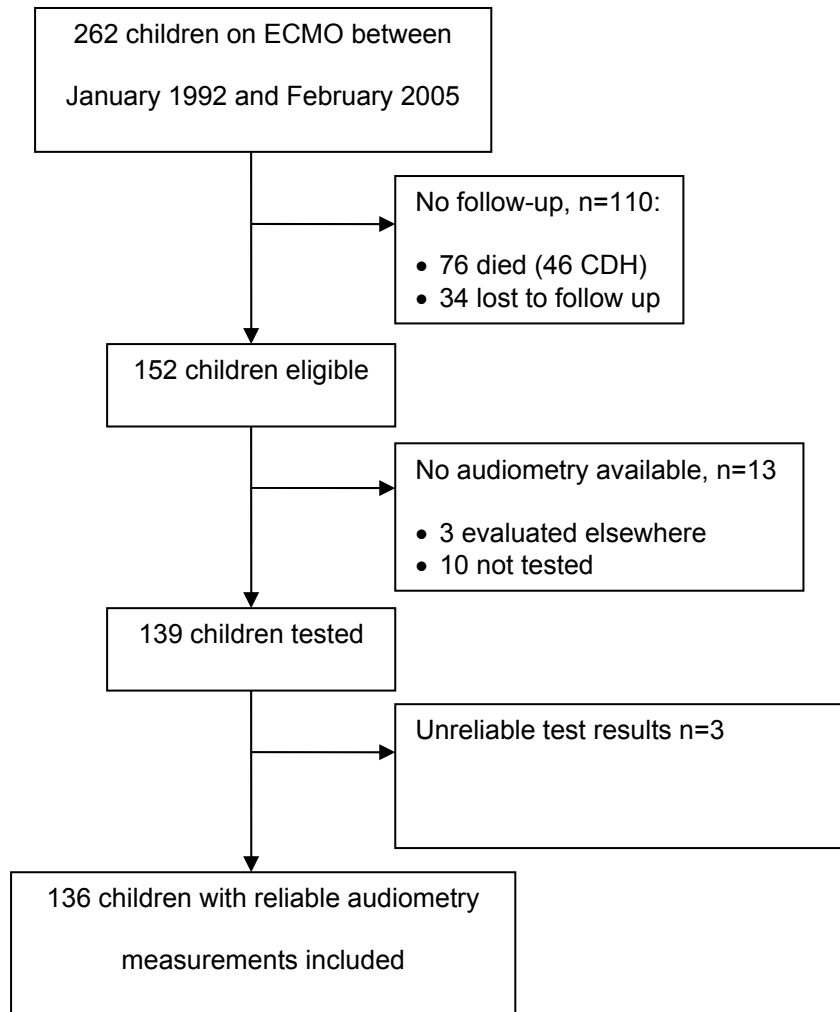 262 children on ECMO between
January 1992 and February 2005
No follow-up, n=110:
• 76 died (46 CDH)
• 34 lost to follow up
152 children eligible
No audiometry available, n=13
• 3 evaluated elsewhere
• 10 not tested
139 children tested
Unreliable test results n=3
136 children with reliable audiometry
measurements included